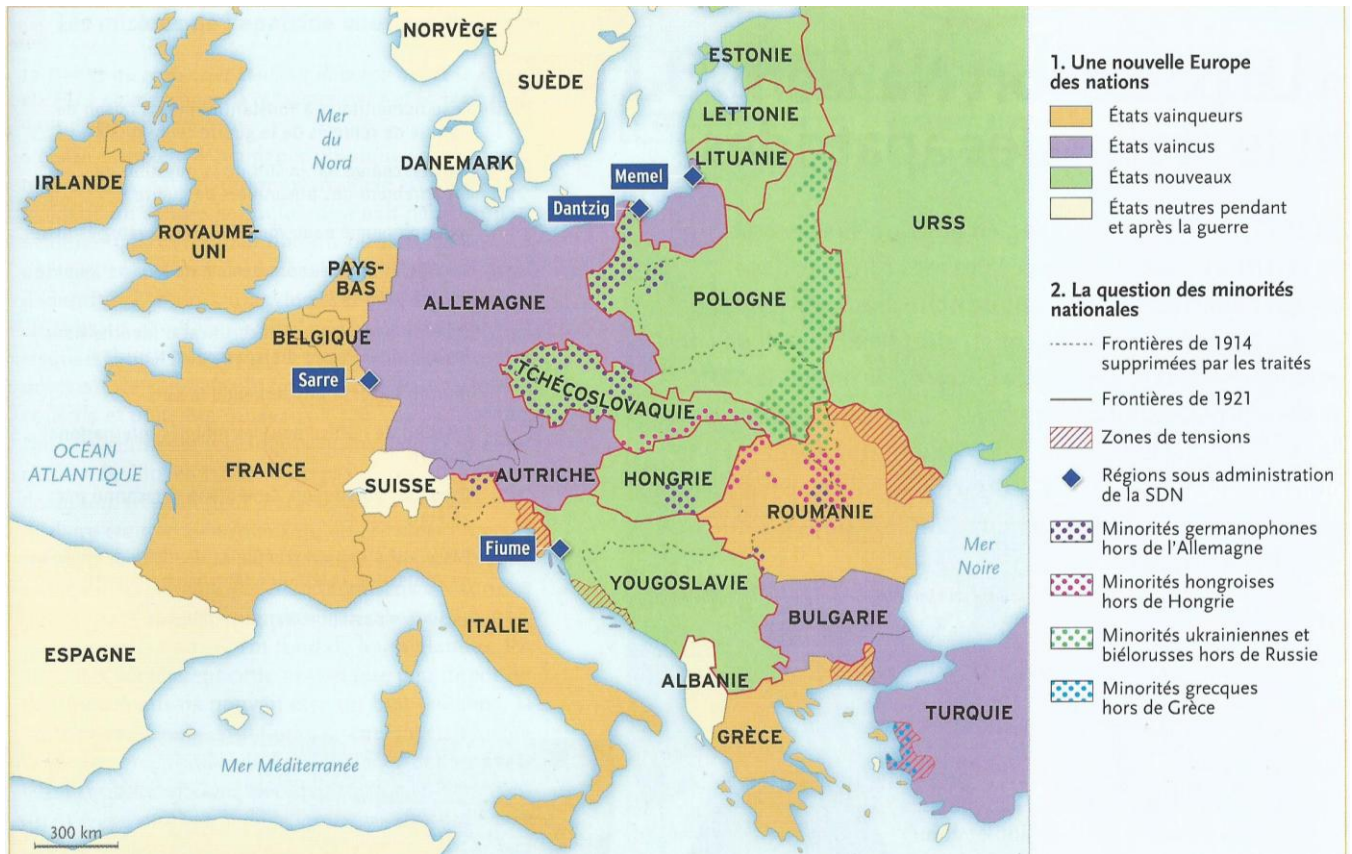 NORVÈGE
SUÈDE
ESTONIE
LETTONIE
LITUANIE
Mer
du
Nord
DANEMARK
Memel
Dantzig
IRLANDE
ROYAUME-
UNI
URSS
PAYS-
BAS
ALLEMAGNE
POLOGNE
BELGIQUE
Sarre
TCHÉCOSLOVAQUIE
OCÉAN
ATLANTIQUE
FRANCE
SUISSE
AUTRICHE
HONGRIE
ROUMANIE
Fiume
Mer
Noire
YOUGOSLAVIE
ITALIE
BULGARIE
ESPAGNE
ALBANIE
TURQUIE
GRÈCE
Mer Méditerranée
300 km
1. Une nouvelle Europe
des nations
États vainqueurs
États vaincus
États nouveaux
États neutres pendant
et après la guerre
2. La question des minorités
nationales
Frontières de 1914
supprimées par les traités
Frontières de 1921
Zones de tensions
Régions sous administration
de la SDN
Minorités germanophones
hors de l'Allemagne
Minorités hongroises
hors de Hongrie
Minorités ukrainiennes et
biélorusses hors de Russie
Minorités grecques
hors de Grèce